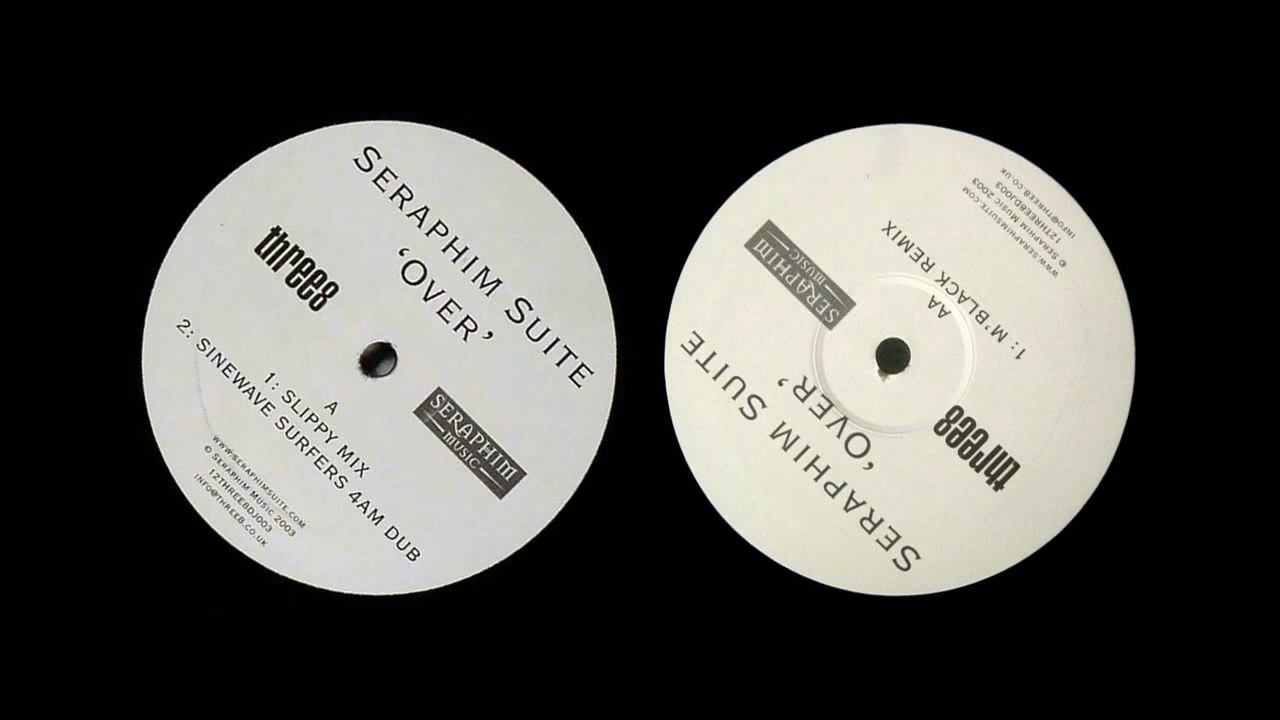 SERAPHIM SUITE
'OVER'
three8
SERAPHIM
MUSIC
A
1: SLIPPY MIX
2: SINEWAVE SURFERS 4AM DUB
WWW.SERAPHIMSUITE.COM
© SERAPHIM MUSIC 2003
12THREE8DJ003
INFO@THREE8.CO.UK
SERAPHIM SUITE
'OVER'
three8
SERAPHIM
MUSIC
AA
1: M'BLACK REMIX
WWW.SERAPHIMSUITE.COM
© SERAPHIM MUSIC 2003
12THREE8DJ003
INFO@THREE8.CO.UK